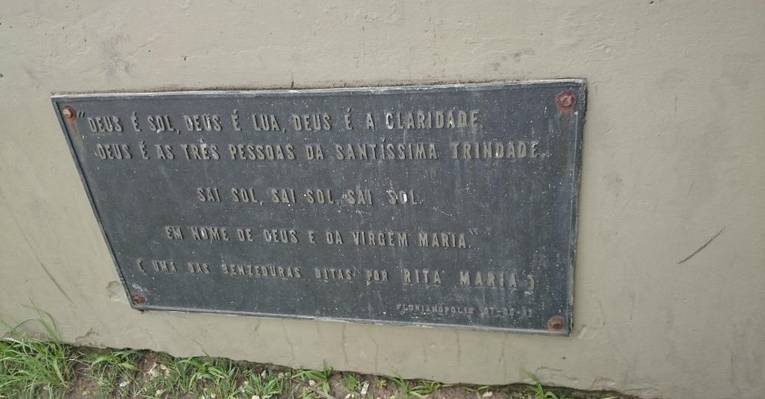 "DEUS É SOL, DEUS É LUA, DEUS É A CLARIDADE.
DEUS É AS TRÊS PESSOAS DA SANTÍSSIMA TRINDADE.
SAI SOL, SAI SOL, SAI SOL.
EM NOME DE DEUS E DA VIRGEM MARIA."
(UMA DAS BENZEDURAS DITAS POR RITA MARIA)
FLORIANÓPOLIS